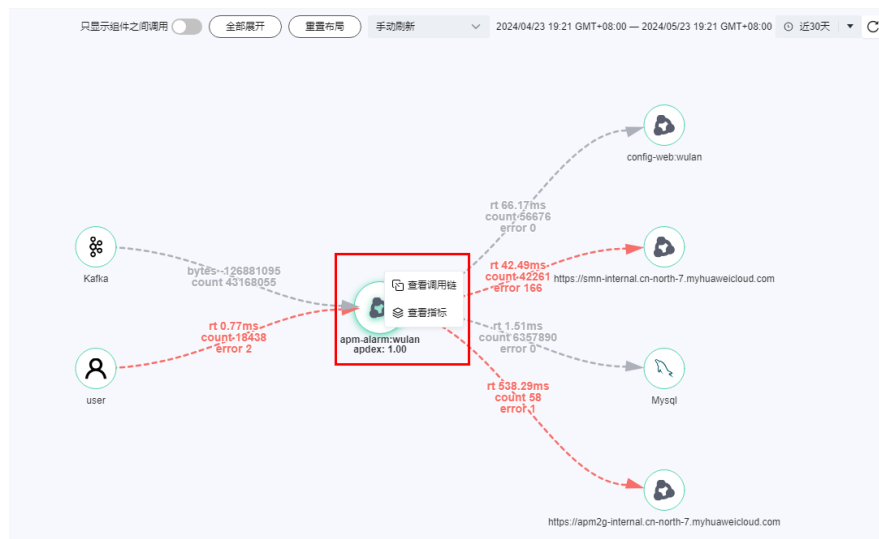 只显示组件之间调用
全部展开
重置布局
手动刷新
2024/04/23 19:21 GMT+08:00 — 2024/05/23 19:21 GMT+08:00
近30天
config-web:wulan
rt 66.17ms
count 56676
error 0
Kafka
bytes 126881095
count 43168055
rt 42.49ms
count 42261
error 166
https://smn-internal.cn-north-7.myhuaweicloud.com
查看调用链
查看指标
apm-alarm:wulan
apdex: 1.00
rt 0.77ms
count 18438
error 2
user
rt 1.51ms
count 6357890
error 0
Mysql
rt 538.29ms
count 58
error 1
https://apm2g-internal.cn-north-7.myhuaweicloud.com